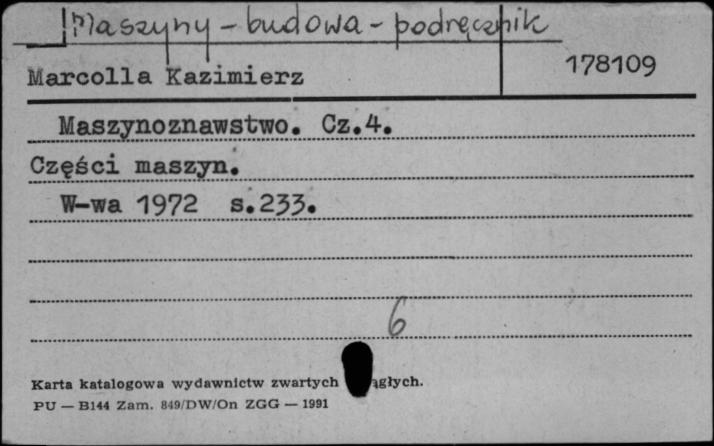 Maszyny - budowa - podręcznik
Marcolla Kazimierz
178109
Maszynoznawstwo. Cz.4.
Części maszyn.
W-wa 1972 s.233.
6
Karta katalogowa wydawnictw zwartych
PU — B144 Zam. 849/DW/On ZGG — 1991